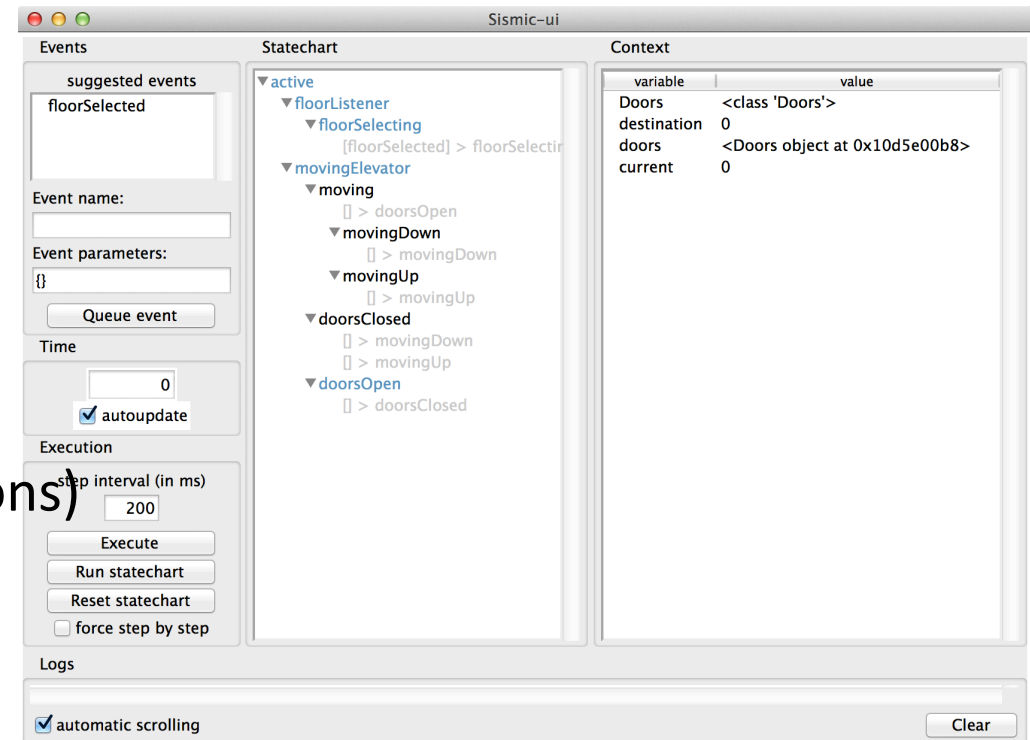 Sismic-ui
Events
suggested events
floorSelected
Event name:
Event parameters:
{}
Queue event
Time
0
autoupdate
Execution
ons)
step interval (in ms)
200
Execute
Run statechart
Reset statechart
force step by step
Statechart
active
floorListener
floorSelecting
[floorSelected] > floorSelectin
movingElevator
moving
[] > doorsOpen
movingDown
[] > movingDown
movingUp
[] > movingUp
doorsClosed
[] > movingDown
[] > movingUp
doorsOpen
[] > doorsClosed
Context
variable value
Doors <class 'Doors'>
destination 0
doors <Doors object at 0x10d5e00b8>
current 0
Logs
automatic scrolling
Clear